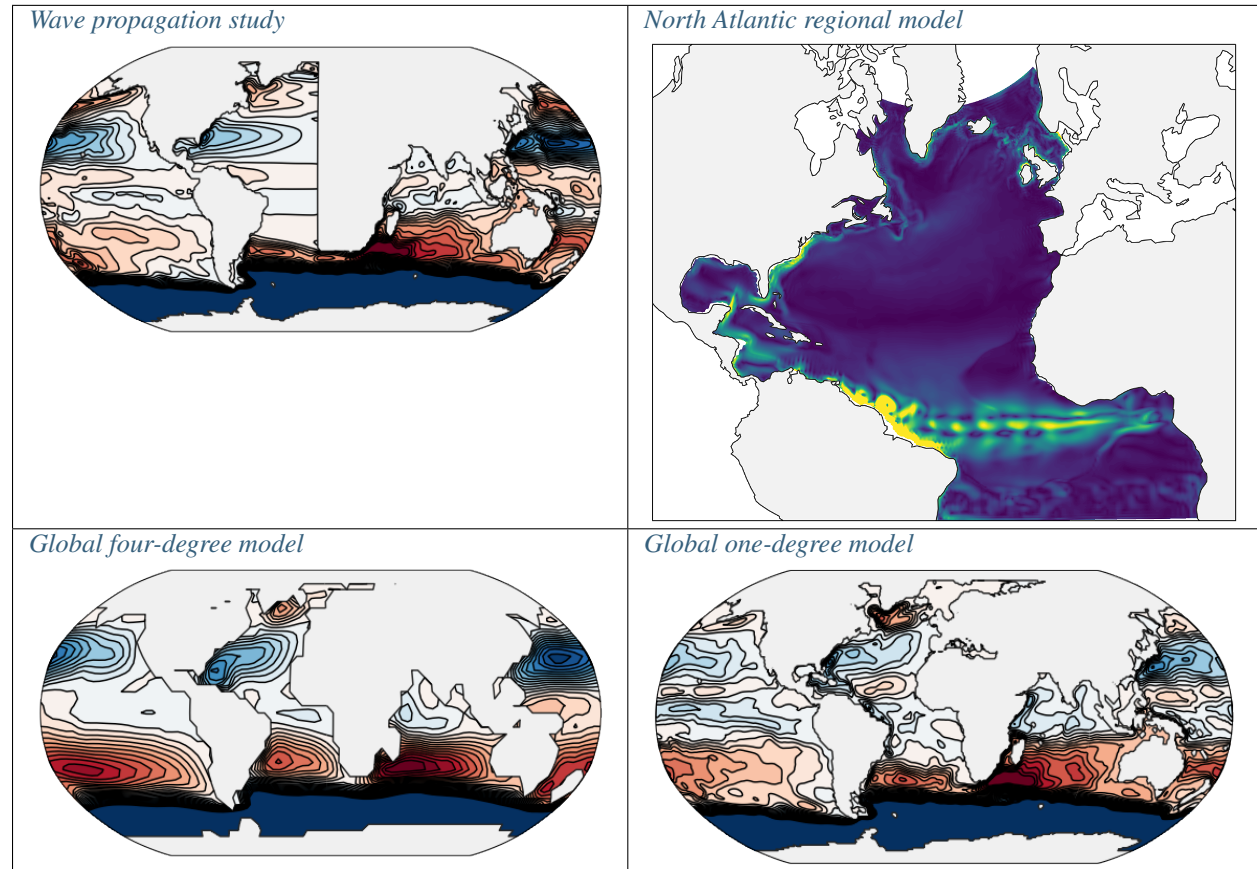 Wave propagation study
North Atlantic regional model
Global four-degree model
Global one-degree model